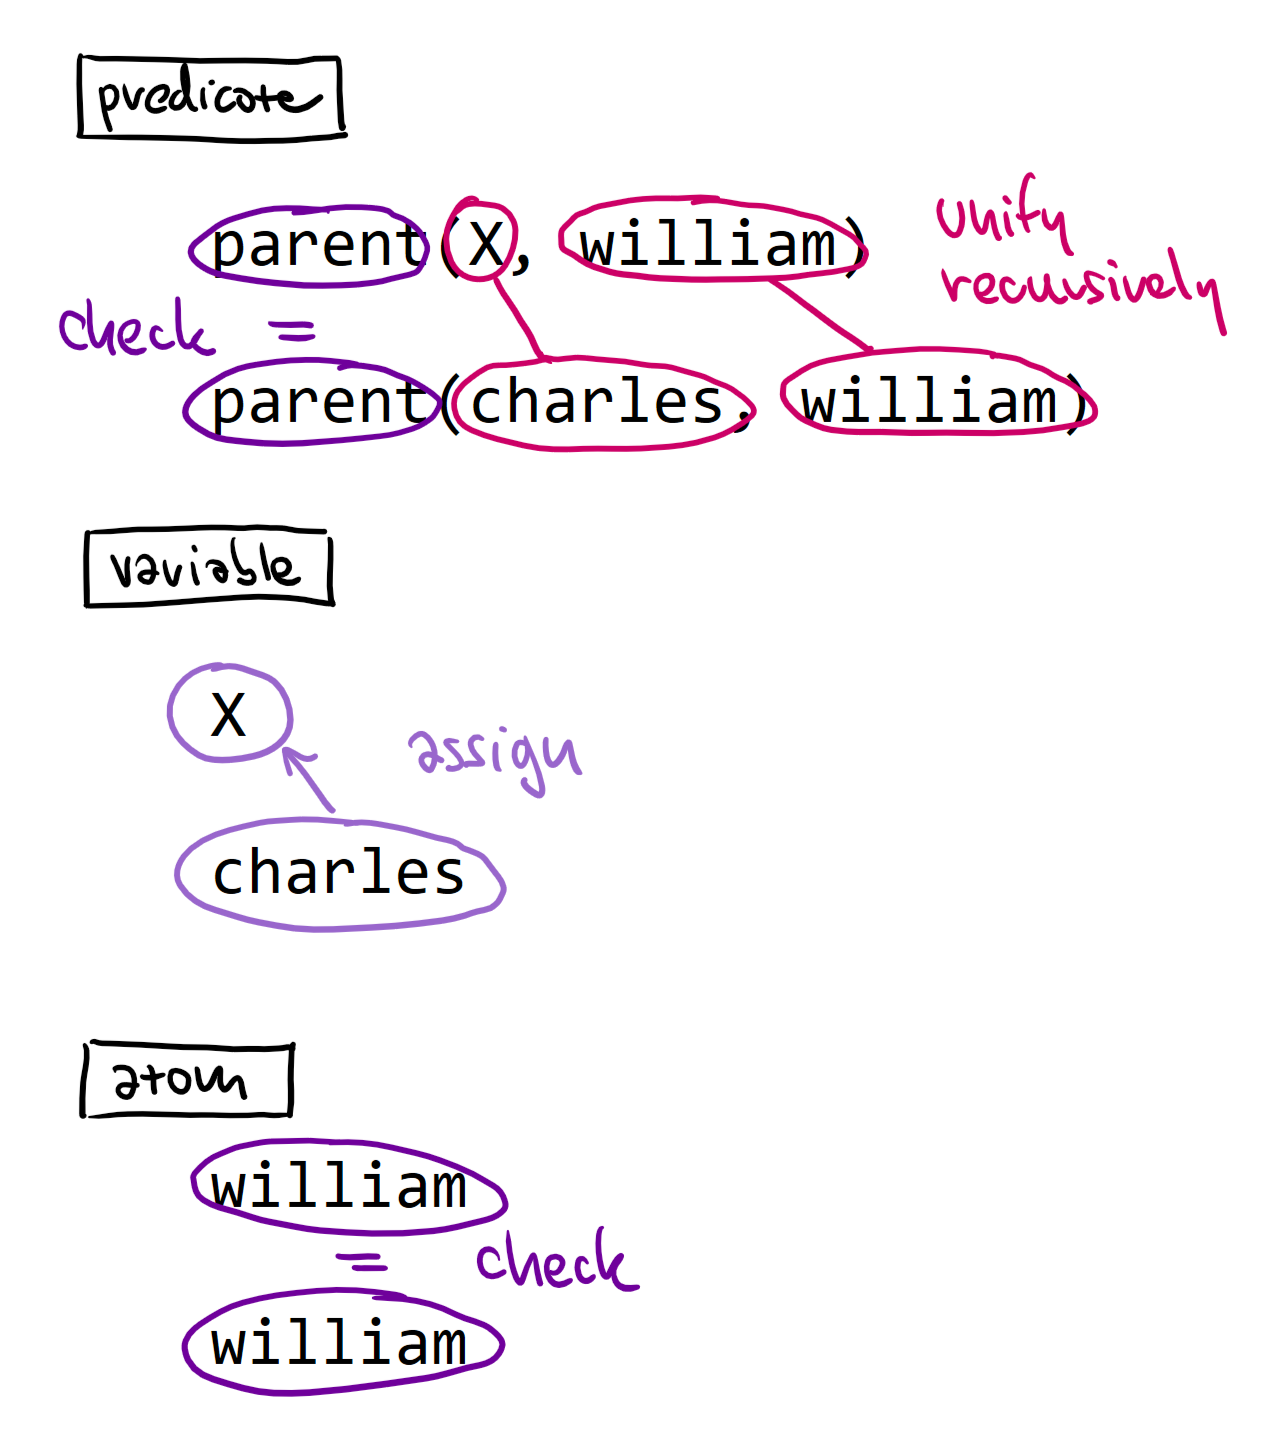 predicate
parent(X, william)
unify
recursively
check =
parent(charles, william)
variable
X
assign
charles
atom
william
= check
william